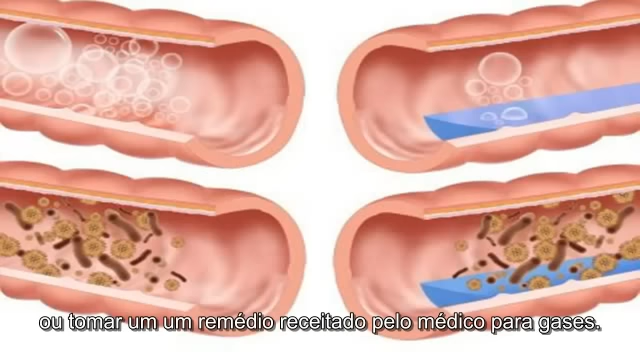 ou tomar um um remédio receitado pelo médico para gases.